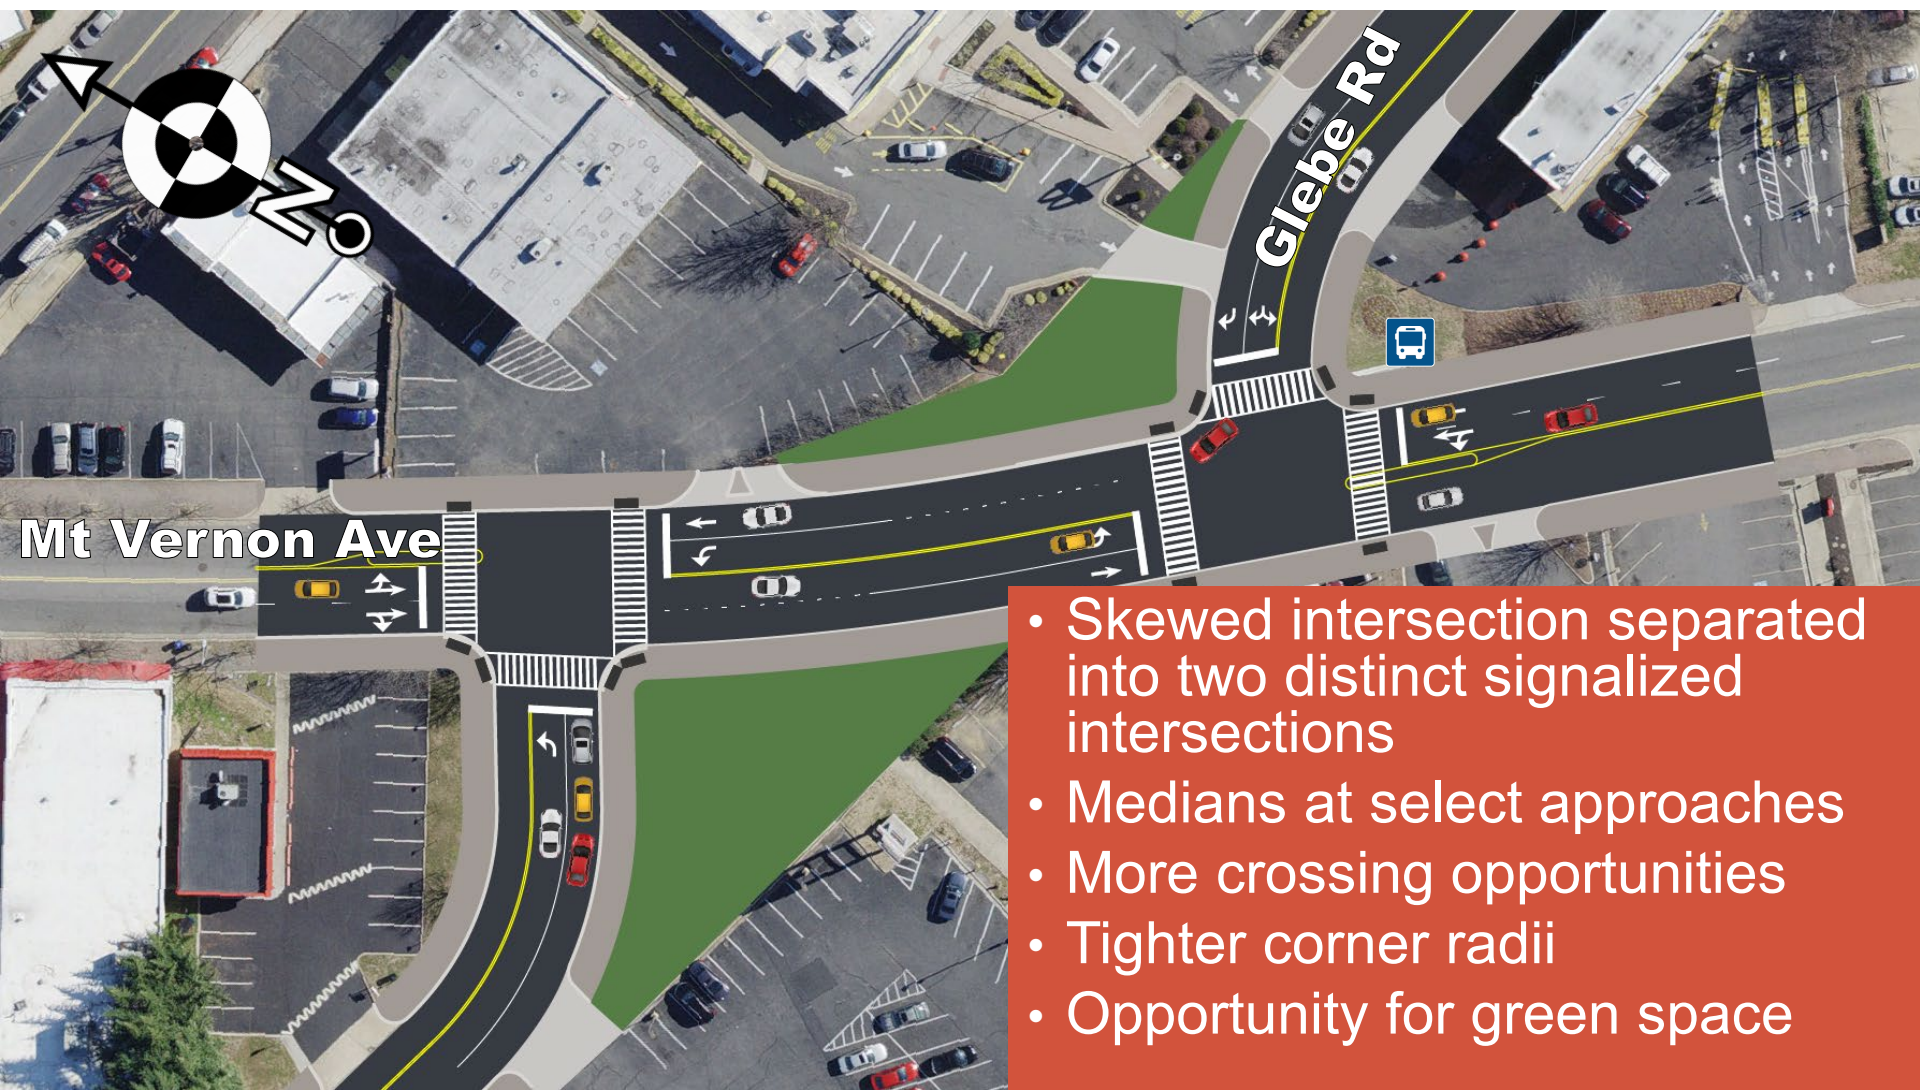 N
Glebe Rd
Mt Vernon Ave
• Skewed intersection separated
into two distinct signalized
intersections
• Medians at select approaches
• More crossing opportunities
• Tighter corner radii
• Opportunity for green space